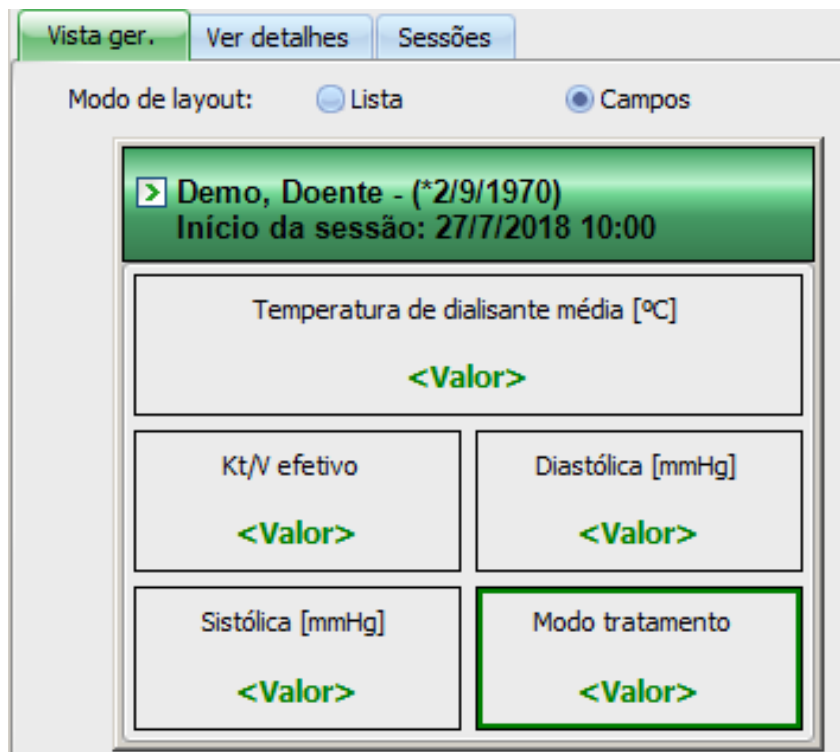 Vista ger. Ver detalhes Sessões
Modo de layout: Lista Campos
Demo, Doente - (*2/9/1970)
Início da sessão: 27/7/2018 10:00
Temperatura de dialisante média [ºC]
<Valor>
Kt/V efetivo Diastólica [mmHg]
<Valor> <Valor>
Sistólica [mmHg] Modo tratamento
<Valor> <Valor>